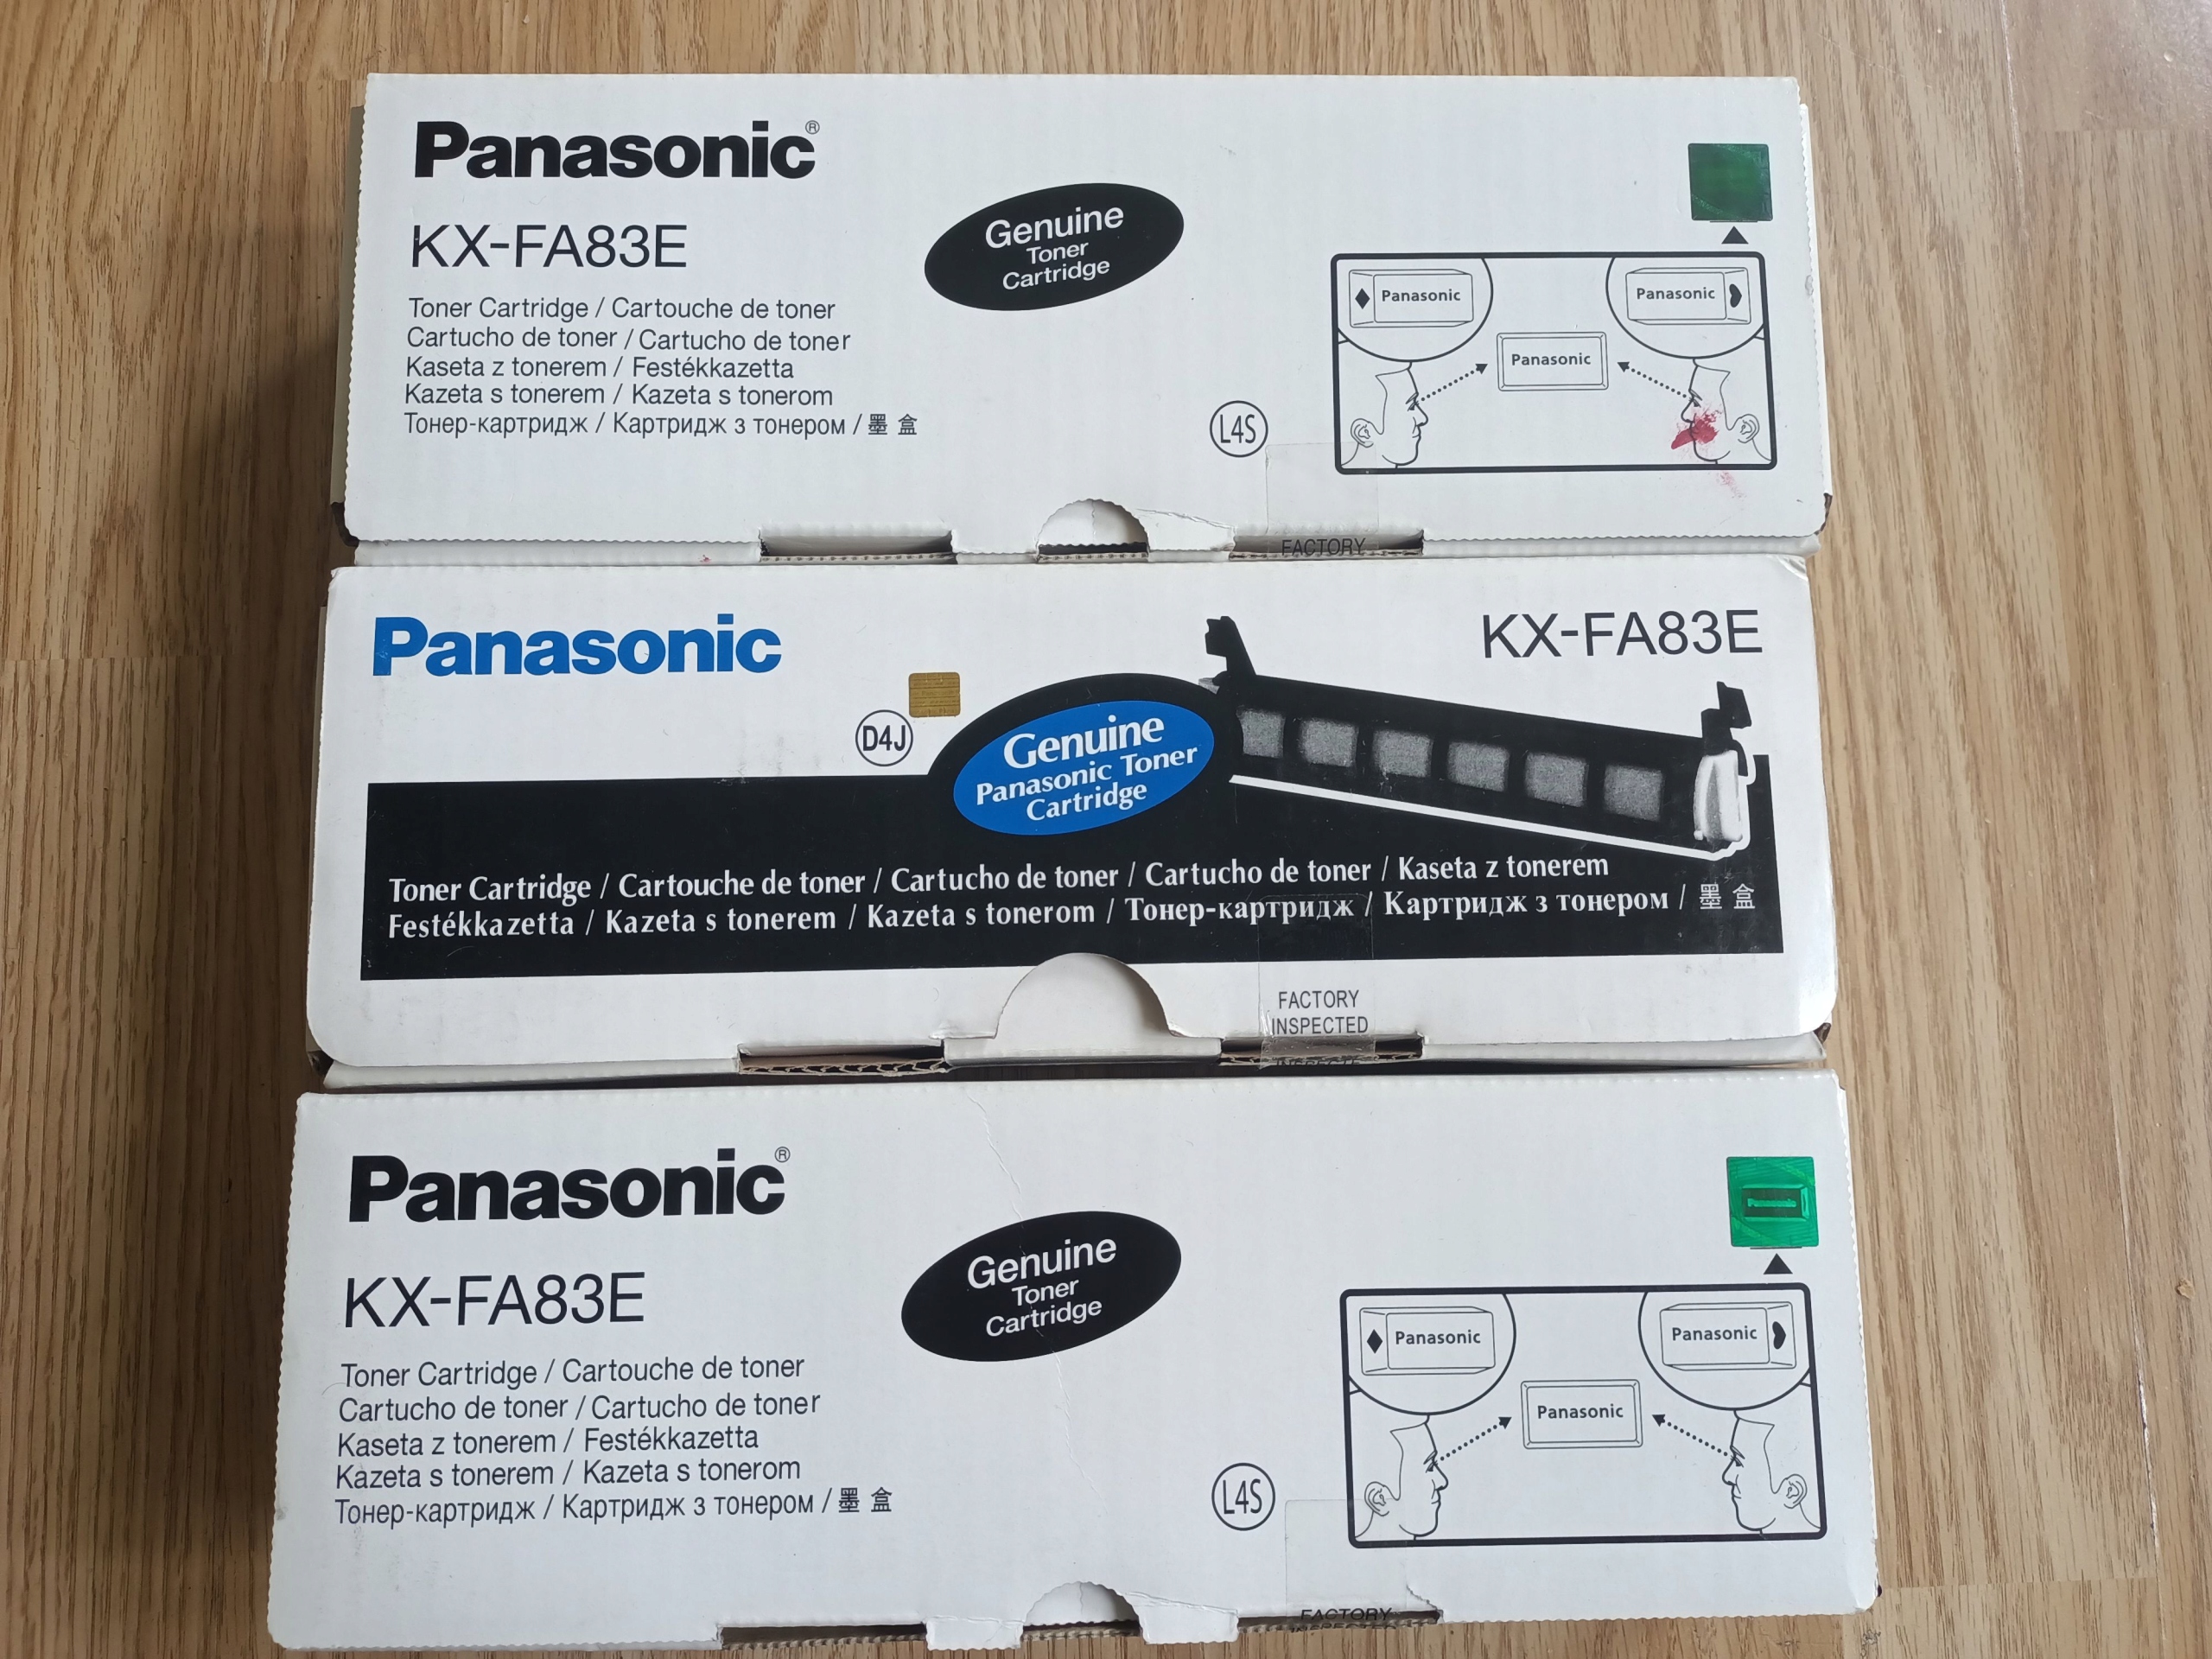 Panasonic®
KX-FA83E
Toner Cartridge / Cartouche de toner
Cartucho de toner / Cartucho de toner
Kaseta z tonerem / Festékkazetta
Kazeta s tonerem / Kazeta s tonerom
Тонер-картридж / Картридж з тонером / 墨盒
Genuine
Toner
Cartridge
L4S
Panasonic
Panasonic
Panasonic
FACTORY
Panasonic
KX-FA83E
D4J
Genuine
Panasonic Toner
Cartridge
Toner Cartridge / Cartouche de toner / Cartucho de toner / Cartucho de toner / Kaseta z tonerem
Festékkazetta / Kazeta s tonerem / Kazeta s tonerom / Тонер-картридж / Картридж з тонером / 墨盒
FACTORY
INSPECTED
Panasonic®
KX-FA83E
Toner Cartridge / Cartouche de toner
Cartucho de toner / Cartucho de toner
Kaseta z tonerem / Festékkazetta
Kazeta s tonerem / Kazeta s tonerom
Тонер-картридж / Картридж з тонером / 墨盒
Genuine
Toner
Cartridge
L4S
Panasonic
Panasonic
Panasonic
Panasonic
FACTORY